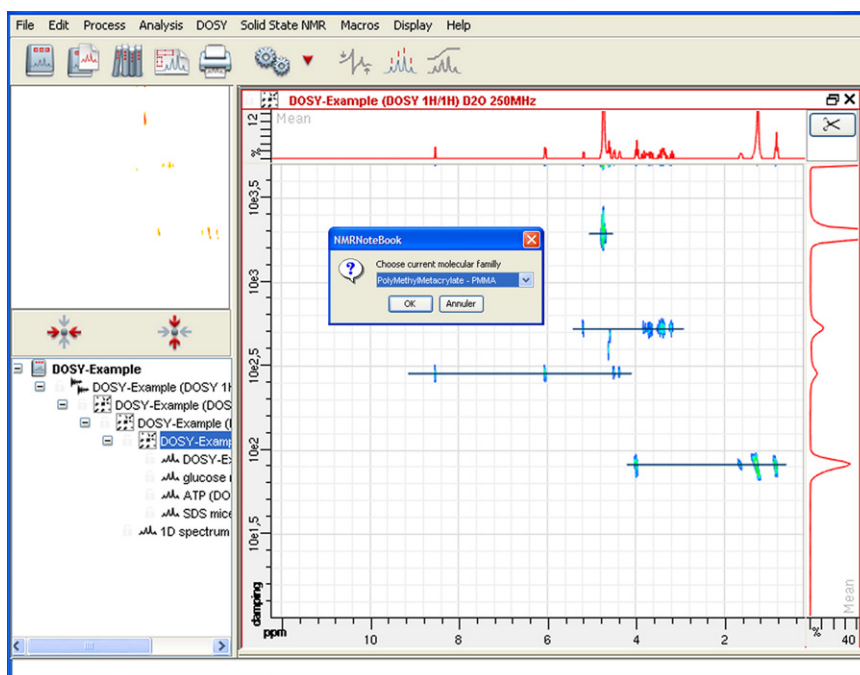 File Edit Process Analysis DOSY Solid State NMR Macros Display Help
DOSY-Example (DOSY 1H/1H) D2O 250MHz
12
%
Mean
10e3,5
10e3
10e2,5
10e2
10e1,5
damping
ppm
10 8 6 4 2
% 40
Mean
NMRNoteBook
Choose current molecular familly
PolyMethylMetacrylate - PMMA
OK Annuler
DOSY-Example
DOSY-Example (DOSY 1H
DOSY-Example (DOS
DOSY-Example (I
DOSY-Examp
DOSY-E
glucose
ATP (DO
SDS mice
1D spectrum